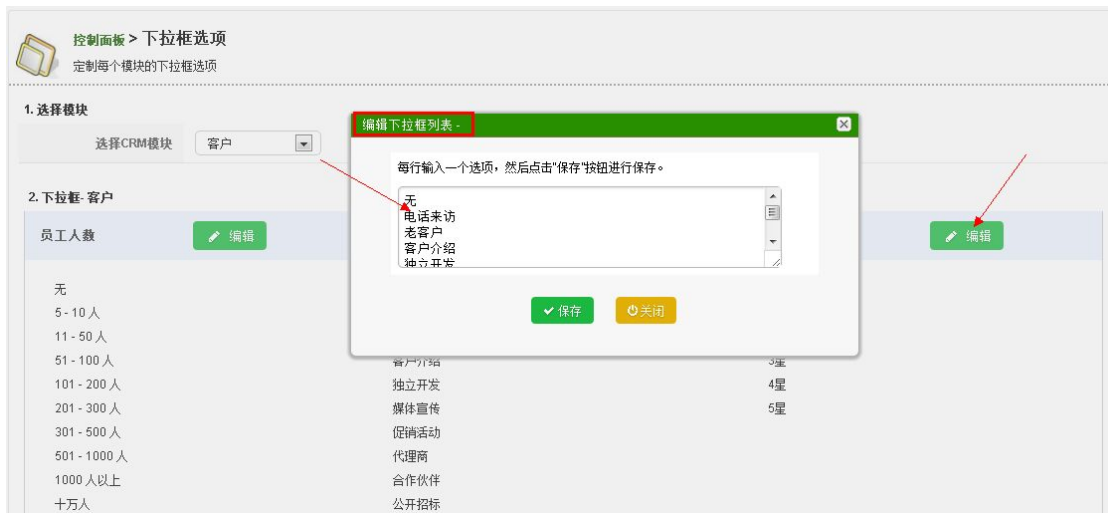 控制面板 > 下拉框选项
定制每个模块的下拉框选项
1. 选择模块
选择CRM模块 客户
编辑下拉框列表 -
每行输入一个选项，然后点击"保存"按钮进行保存。
无
电话来访
老客户
客户介绍
独立开发
保存 关闭
2. 下拉框- 客户
员工人数 编辑 编辑
无
5 - 10 人
11 - 50 人
51 - 100 人 客户介绍 3星
101 - 200 人 独立开发 4星
201 - 300 人 媒体宣传 5星
301 - 500 人 促销活动
501 - 1000 人 代理商
1000 人以上 合作伙伴
十万人 公开招标